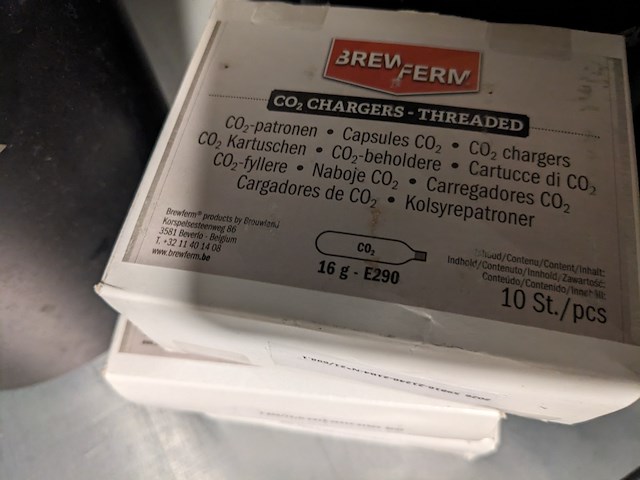 BREWFERM
CO₂ CHARGERS - THREADED
CO₂-patronen • Capsules CO₂ • CO₂ chargers
CO₂ Kartuschen • CO₂-beholdere • Cartucce di CO₂
CO₂-fyllere • Naboje CO₂ • Carregadores CO₂
Cargadores de CO₂ • Kolsyrepatroner
Brewferm® products by Brouwland
Korspelsesteenweg 86
3581 Beverlo - Belgium
T. +32 11 40 14 08
www.brewferm.be
CO₂
16 g - E290
Inhoud/Contenu/Content/Inhalt:
Indhold/Contenuto/Innhold/Zawartość:
Conteúdo/Contenido/Innehåll:
10 St./pcs